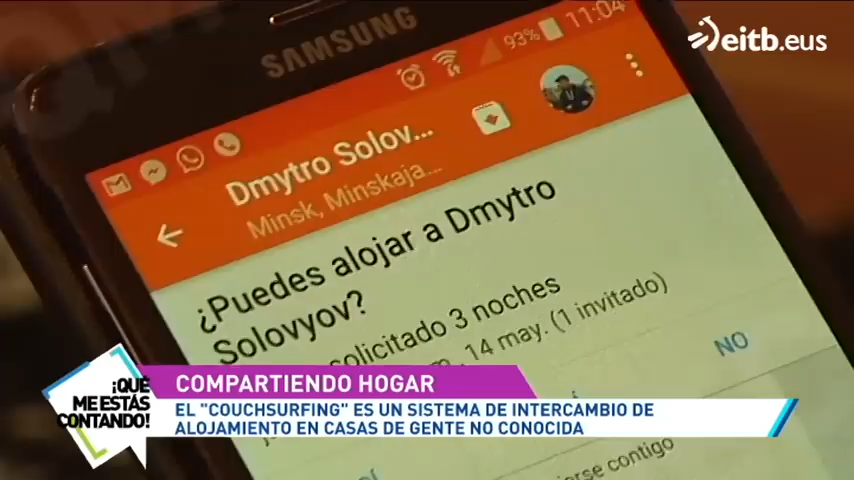 SAMSUNG
eitb.eus
93%
11:04
Dmytro Solov...
Minsk, Minskaja...
¿Puedes alojar a Dmytro
Solovyov?
solicitado 3 noches
14 may. (1 invitado)
NO
¡QUÉ
ME ESTÁS
CONTANDO!
COMPARTIENDO HOGAR
EL "COUCHSURFING" ES UN SISTEMA DE INTERCAMBIO DE
ALOJAMIENTO EN CASAS DE GENTE NO CONOCIDA
contigo